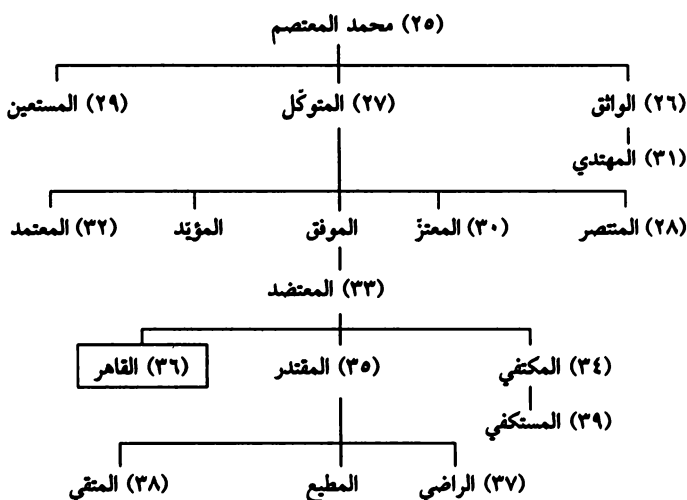 (٢٥) محمد المعتصم
(٢٦) الواثق (٢٧) المتوكّل (٢٩) المستعين
(٣١) المهتدي
(٢٨) المنتصر (٣٠) المعتزّ الموفق المؤيّد (٣٢) المعتمد
(٣٣) المعتضد
(٣٤) المكتفي (٣٥) المقتدر (٣٦) القاهر
(٣٩) المستكفي
(٣٧) الراضي المطيع (٣٨) المتقي